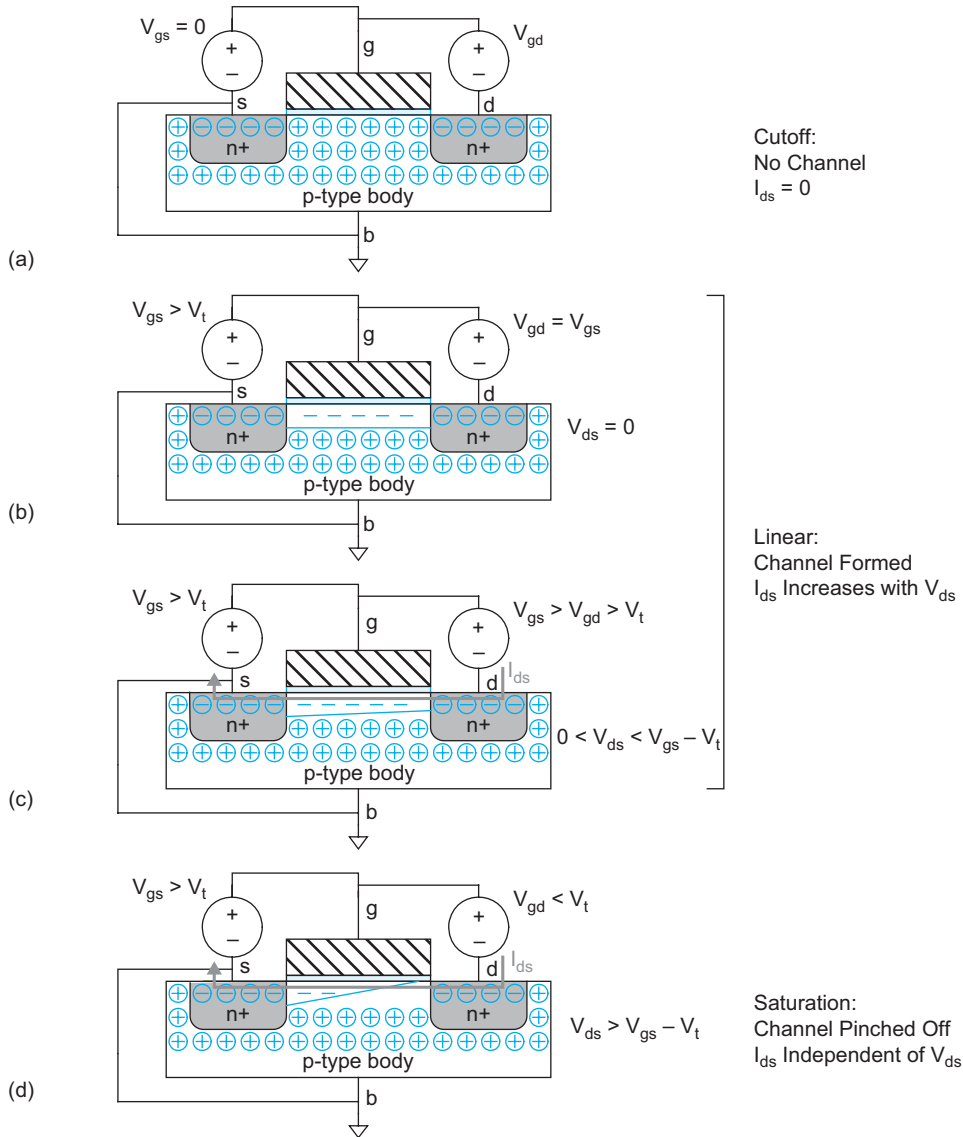 V_gs = 0
g
V_gd
+
−
+
−
s
d
n+
n+
p-type body
b
Cutoff:
No Channel
I_ds = 0
(a)
V_gs > V_t
g
V_gd = V_gs
+
−
+
−
s
d
n+
n+
V_ds = 0
p-type body
b
(b)
Linear:
Channel Formed
I_ds Increases with V_ds
V_gs > V_t
g
V_gs > V_gd > V_t
+
−
+
−
s
d
I_ds
n+
n+
0 < V_ds < V_gs – V_t
p-type body
b
(c)
V_gs > V_t
g
V_gd < V_t
+
−
+
−
s
d
I_ds
n+
n+
V_ds > V_gs – V_t
p-type body
b
Saturation:
Channel Pinched Off
I_ds Independent of V_ds
(d)